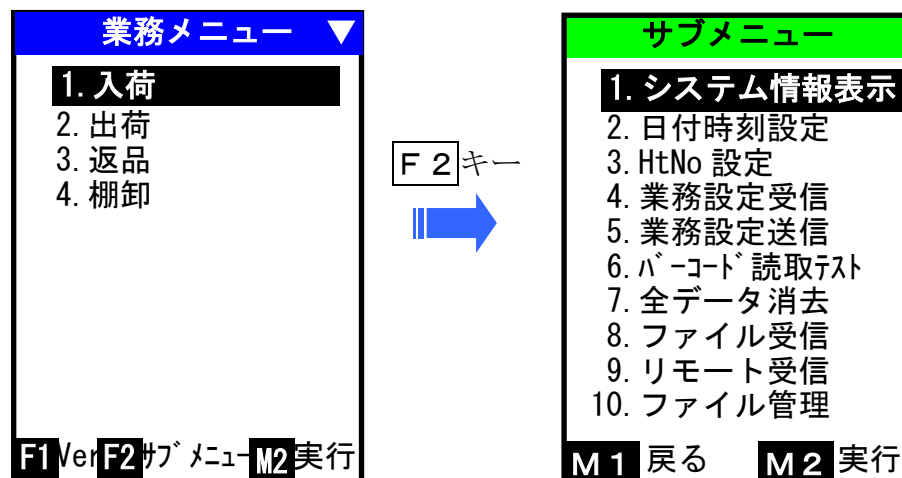 業務メニュー ▼
1. 入荷
2. 出荷
3. 返品
4. 棚卸
F1 Ver F2 ｻﾌﾞﾒﾆｭｰ M2 実行
F2キー
サブメニュー
1. システム情報表示
2. 日付時刻設定
3. HtNo 設定
4. 業務設定受信
5. 業務設定送信
6. ﾊﾞｰｺｰﾄﾞ読取ﾃｽﾄ
7. 全データ消去
8. ファイル受信
9. リモート受信
10. ファイル管理
M1 戻る M2 実行